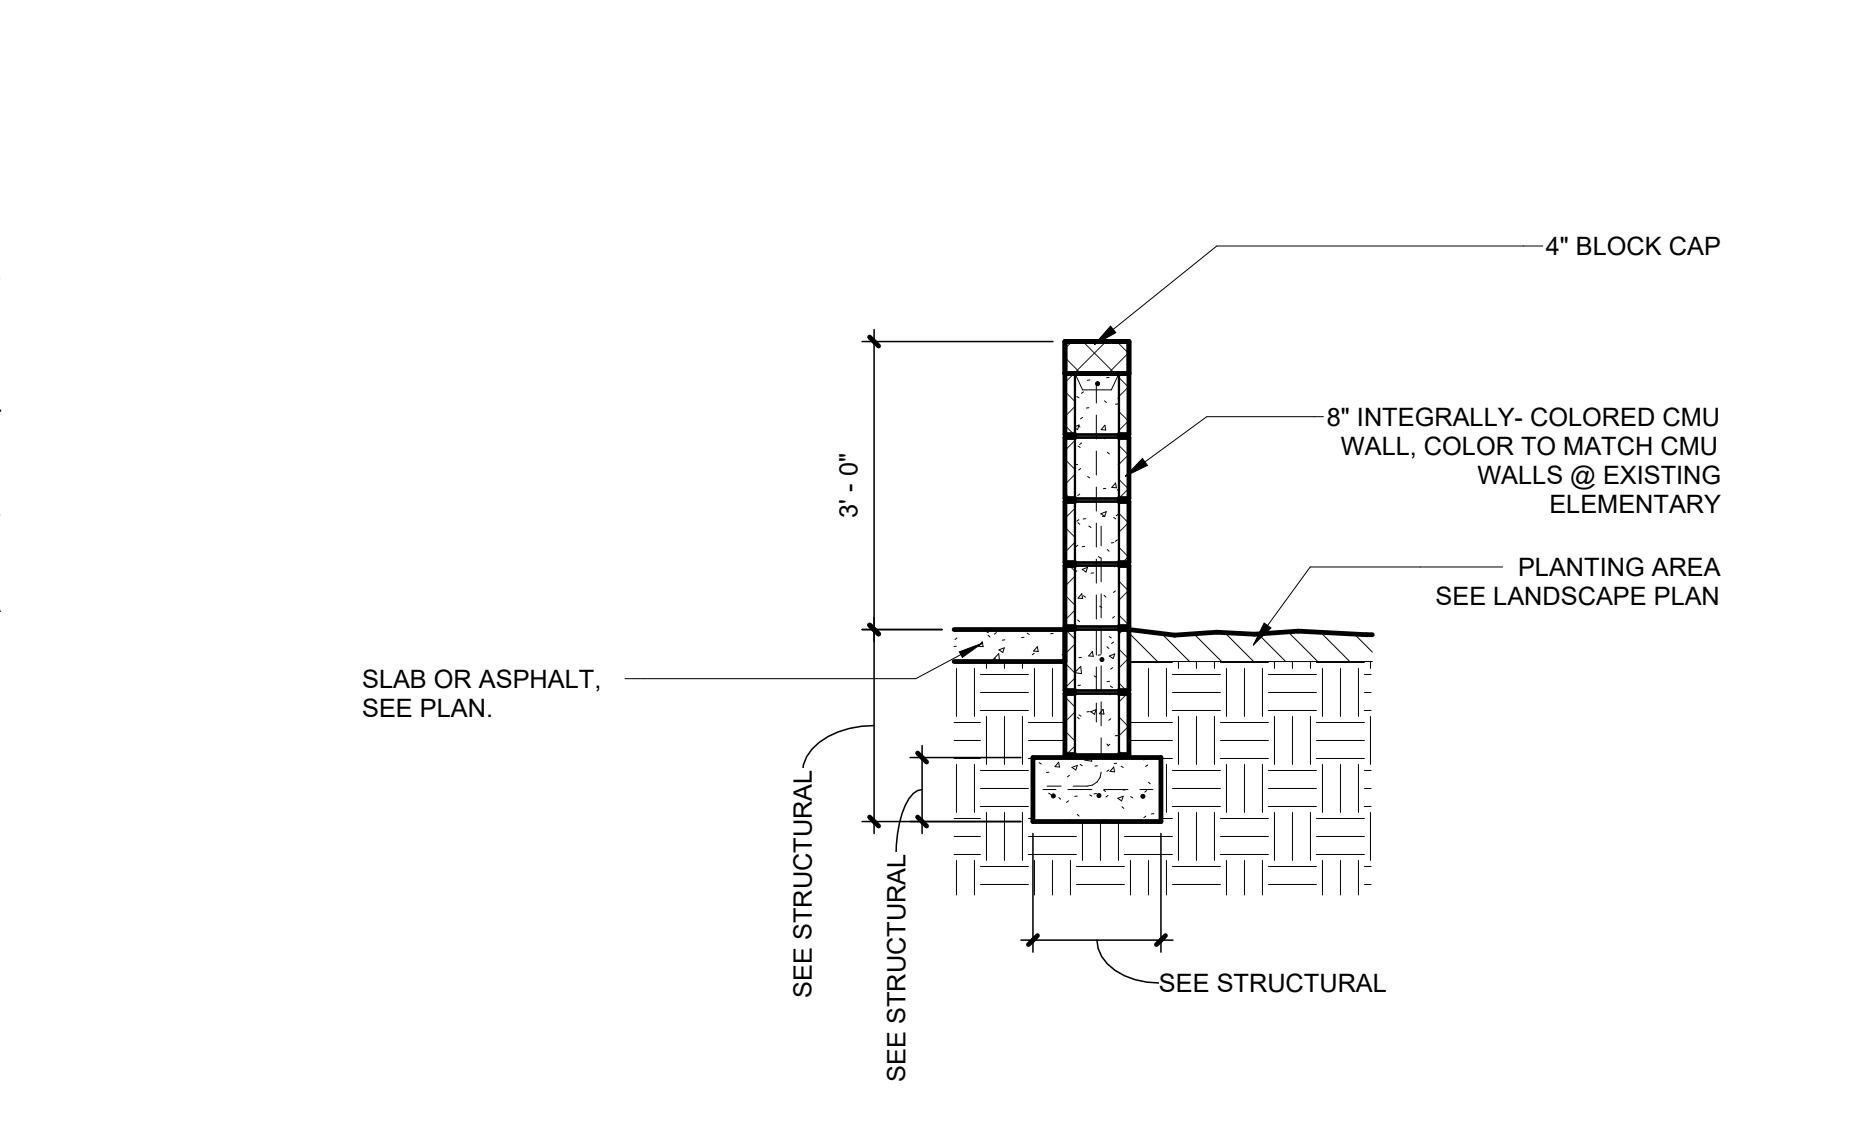 4" BLOCK CAP
8" INTEGRALLY- COLORED CMU
WALL, COLOR TO MATCH CMU
WALLS @ EXISTING
ELEMENTARY
3' - 0"
PLANTING AREA
SEE LANDSCAPE PLAN
SLAB OR ASPHALT,
SEE PLAN.
SEE STRUCTURAL
SEE STRUCTURAL
SEE STRUCTURAL